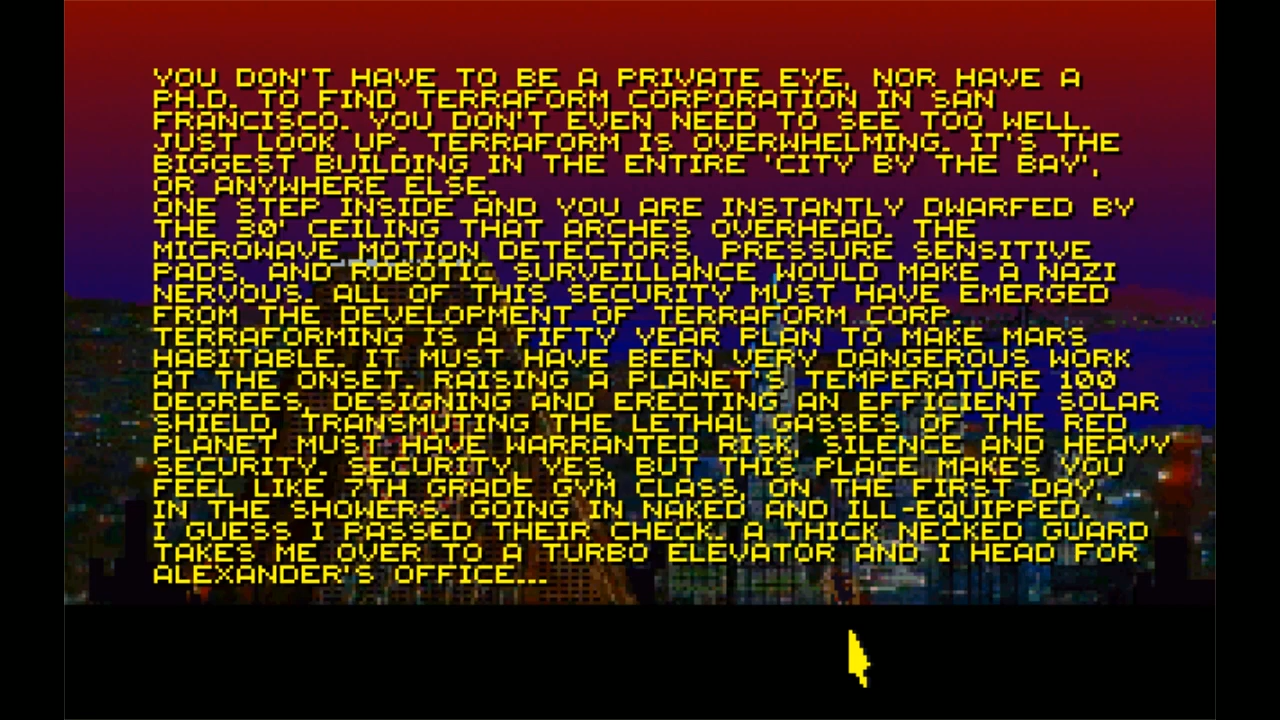 YOU DON'T HAVE TO BE A PRIVATE EYE, NOR HAVE A
PH.D. TO FIND TERRAFORM CORPORATION IN SAN
FRANCISCO. YOU DON'T EVEN NEED TO SEE TOO WELL.
JUST LOOK UP. TERRAFORM IS OVERWHELMING. IT'S THE
BIGGEST BUILDING IN THE ENTIRE 'CITY BY THE BAY',
OR ANYWHERE ELSE.
ONE STEP INSIDE AND YOU ARE INSTANTLY DWARFED BY
THE 30' CEILING THAT ARCHES OVERHEAD. THE
MICROWAVE MOTION DETECTORS, PRESSURE SENSITIVE
PADS, AND ROBOTIC SURVEILLANCE WOULD MAKE A NAZI
NERVOUS. ALL OF THIS SECURITY MUST HAVE EMERGED
FROM THE DEVELOPMENT OF TERRAFORM CORP.
TERRAFORMING IS A FIFTY YEAR PLAN TO MAKE MARS
HABITABLE. IT MUST HAVE BEEN VERY DANGEROUS WORK
AT THE ONSET. RAISING A PLANET'S TEMPERATURE 100
DEGREES, DESIGNING AND ERECTING AN EFFICIENT SOLAR
SHIELD, TRANSMUTING THE LETHAL GASSES OF THE RED
PLANET MUST HAVE WARRANTED RISK, SILENCE AND HEAVY
SECURITY. SECURITY, YES, BUT THIS PLACE MAKES YOU
FEEL LIKE 7TH GRADE GYM CLASS, ON THE FIRST DAY,
IN THE SHOWERS. GOING IN NAKED AND ILL-EQUIPPED.
I GUESS I PASSED THEIR CHECK. A THICK NECKED GUARD
TAKES ME OVER TO A TURBO ELEVATOR AND I HEAD FOR
ALEXANDER'S OFFICE...